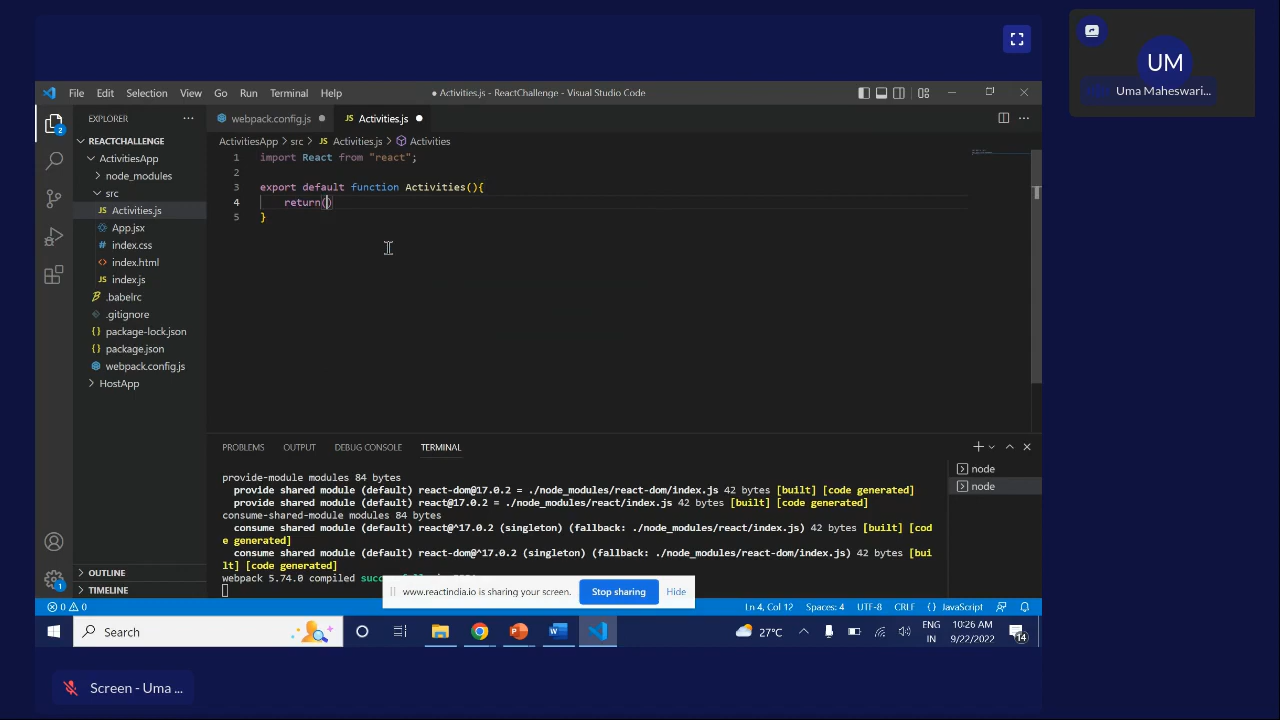 UM
Uma Maheswari...
File Edit Selection View Go Run Terminal Help
● Activities.js - ReactChallenge - Visual Studio Code
EXPLORER
webpack.config.js
Activities.js
2
REACTCHALLENGE
ActivitiesApp
node_modules
src
Activities.js
App.jsx
index.css
index.html
index.js
.babelrc
.gitignore
package-lock.json
package.json
webpack.config.js
HostApp
OUTLINE
TIMELINE
ActivitiesApp > src > JS Activities.js > Activities
1 import React from "react";
2
3 export default function Activities(){
4 return()
5 }
PROBLEMS OUTPUT DEBUG CONSOLE TERMINAL
node
node
provide-module modules 84 bytes
provide shared module (default) react-dom@17.0.2 = ./node_modules/react-dom/index.js 42 bytes [built] [code generated]
provide shared module (default) react@17.0.2 = ./node_modules/react/index.js 42 bytes [built] [code generated]
consume-shared-module modules 84 bytes
consume shared module (default) react@^17.0.2 (singleton) (fallback: ./node_modules/react/index.js) 42 bytes [built] [cod
e generated]
consume shared module (default) react-dom@^17.0.2 (singleton) (fallback: ./node_modules/react-dom/index.js) 42 bytes [bui
lt] [code generated]
webpack 5.74.0 compiled
www.reactindia.io is sharing your screen. Stop sharing Hide
1
0 0
Ln 4, Col 12 Spaces: 4 UTF-8 CRLF {} JavaScript
Search
27°C
ENG
IN
10:26 AM
9/22/2022
14
Screen - Uma ...